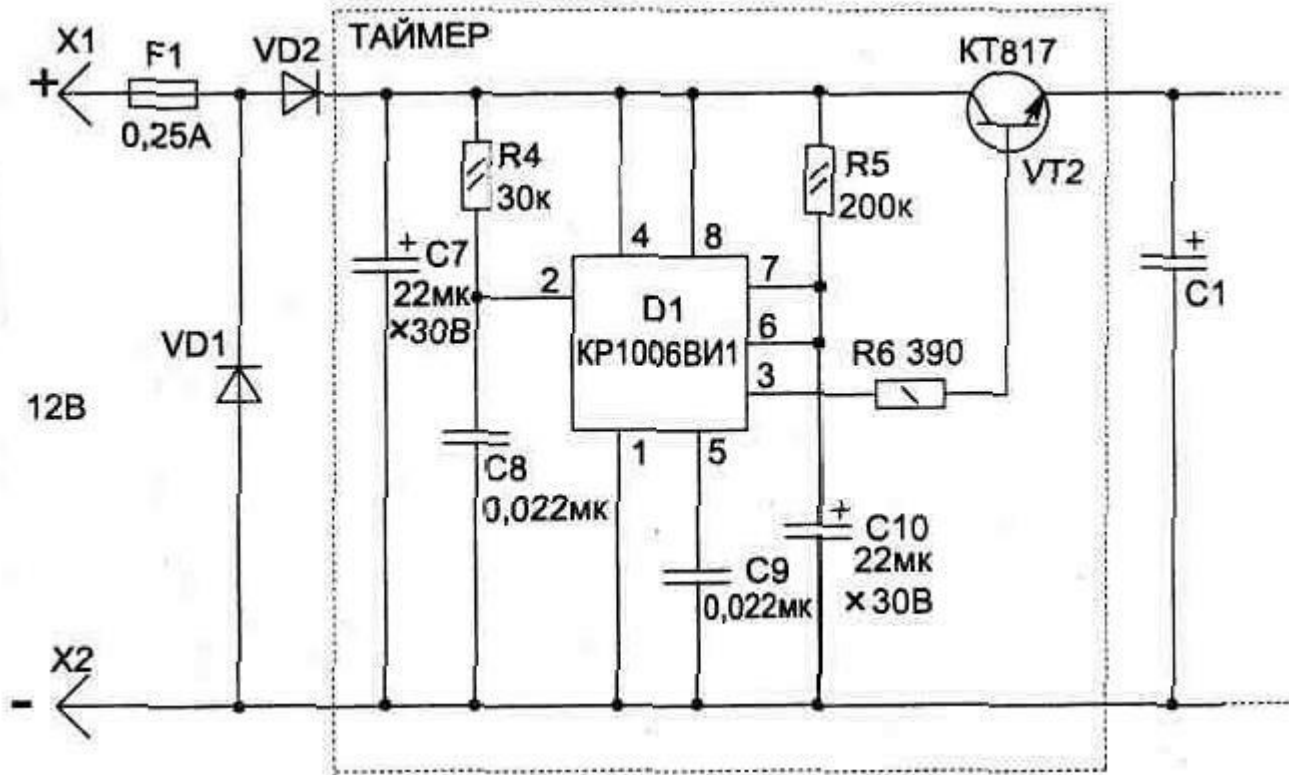 ТАЙМЕР
X1
F1
VD2
КТ817
+
0,25А
R4
30к
R5
200к
VT2
4
8
+
C7
22мк
×30В
2
7
+
C1
D1
КР1006ВИ1
6
VD1
3
R6 390
12В
1
5
C8
0,022мк
+
C10
22мк
×30В
C9
0,022мк
X2
-